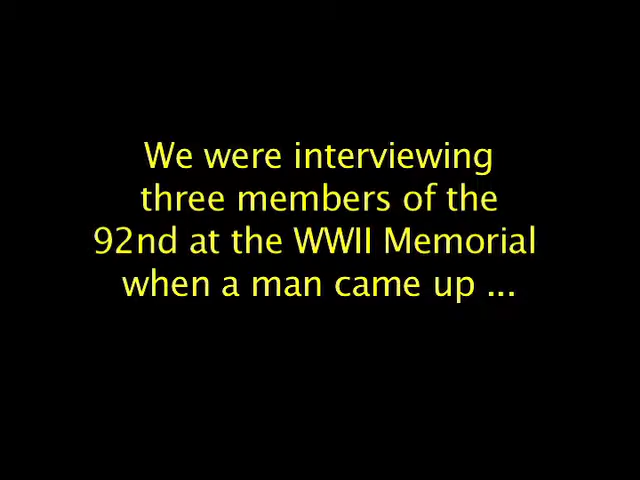 We were interviewing
three members of the
92nd at the WWII Memorial
when a man came up ...